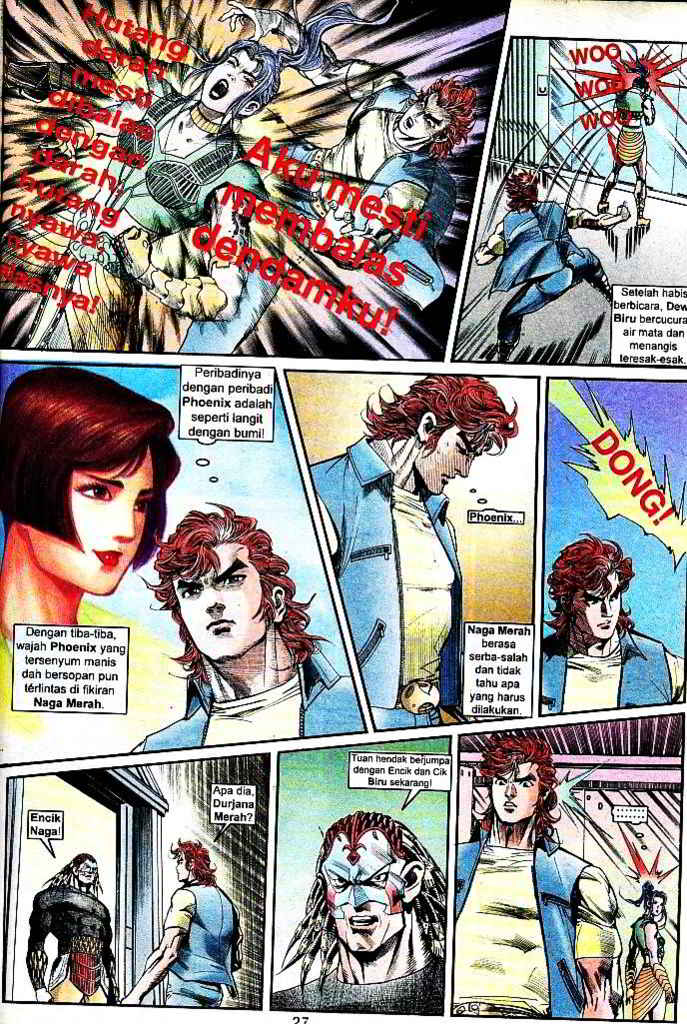 Hutang
darah
mesti
dibalas
dengan
darah,
hutang
nyawa
nyawa
alasnya!
Aku mesti
membalas
dendamku!
WOO
WOO
WOO
Setelah habis
berbicara, Dew
Biru bercucura
air mata dan
menangis
teresak-esak.
Peribadinya
dengan peribadi
Phoenix adalah
seperti langit
dengan bumi!
Dengan tiba-tiba,
wajah Phoenix yang
tersenyum manis
dah bersopan pun
terlintas di fikiran
Naga Merah.
Phoenix...
Naga Merah
berasa
serba-salah
dan tidak
tahu apa
yang harus
dilakukan.
DONG!
Encik
Naga!
Apa dia,
Durjana
Merah?
Tuan hendak berjumpa
dengan Encik dan Cik
Biru sekarang!
............
27